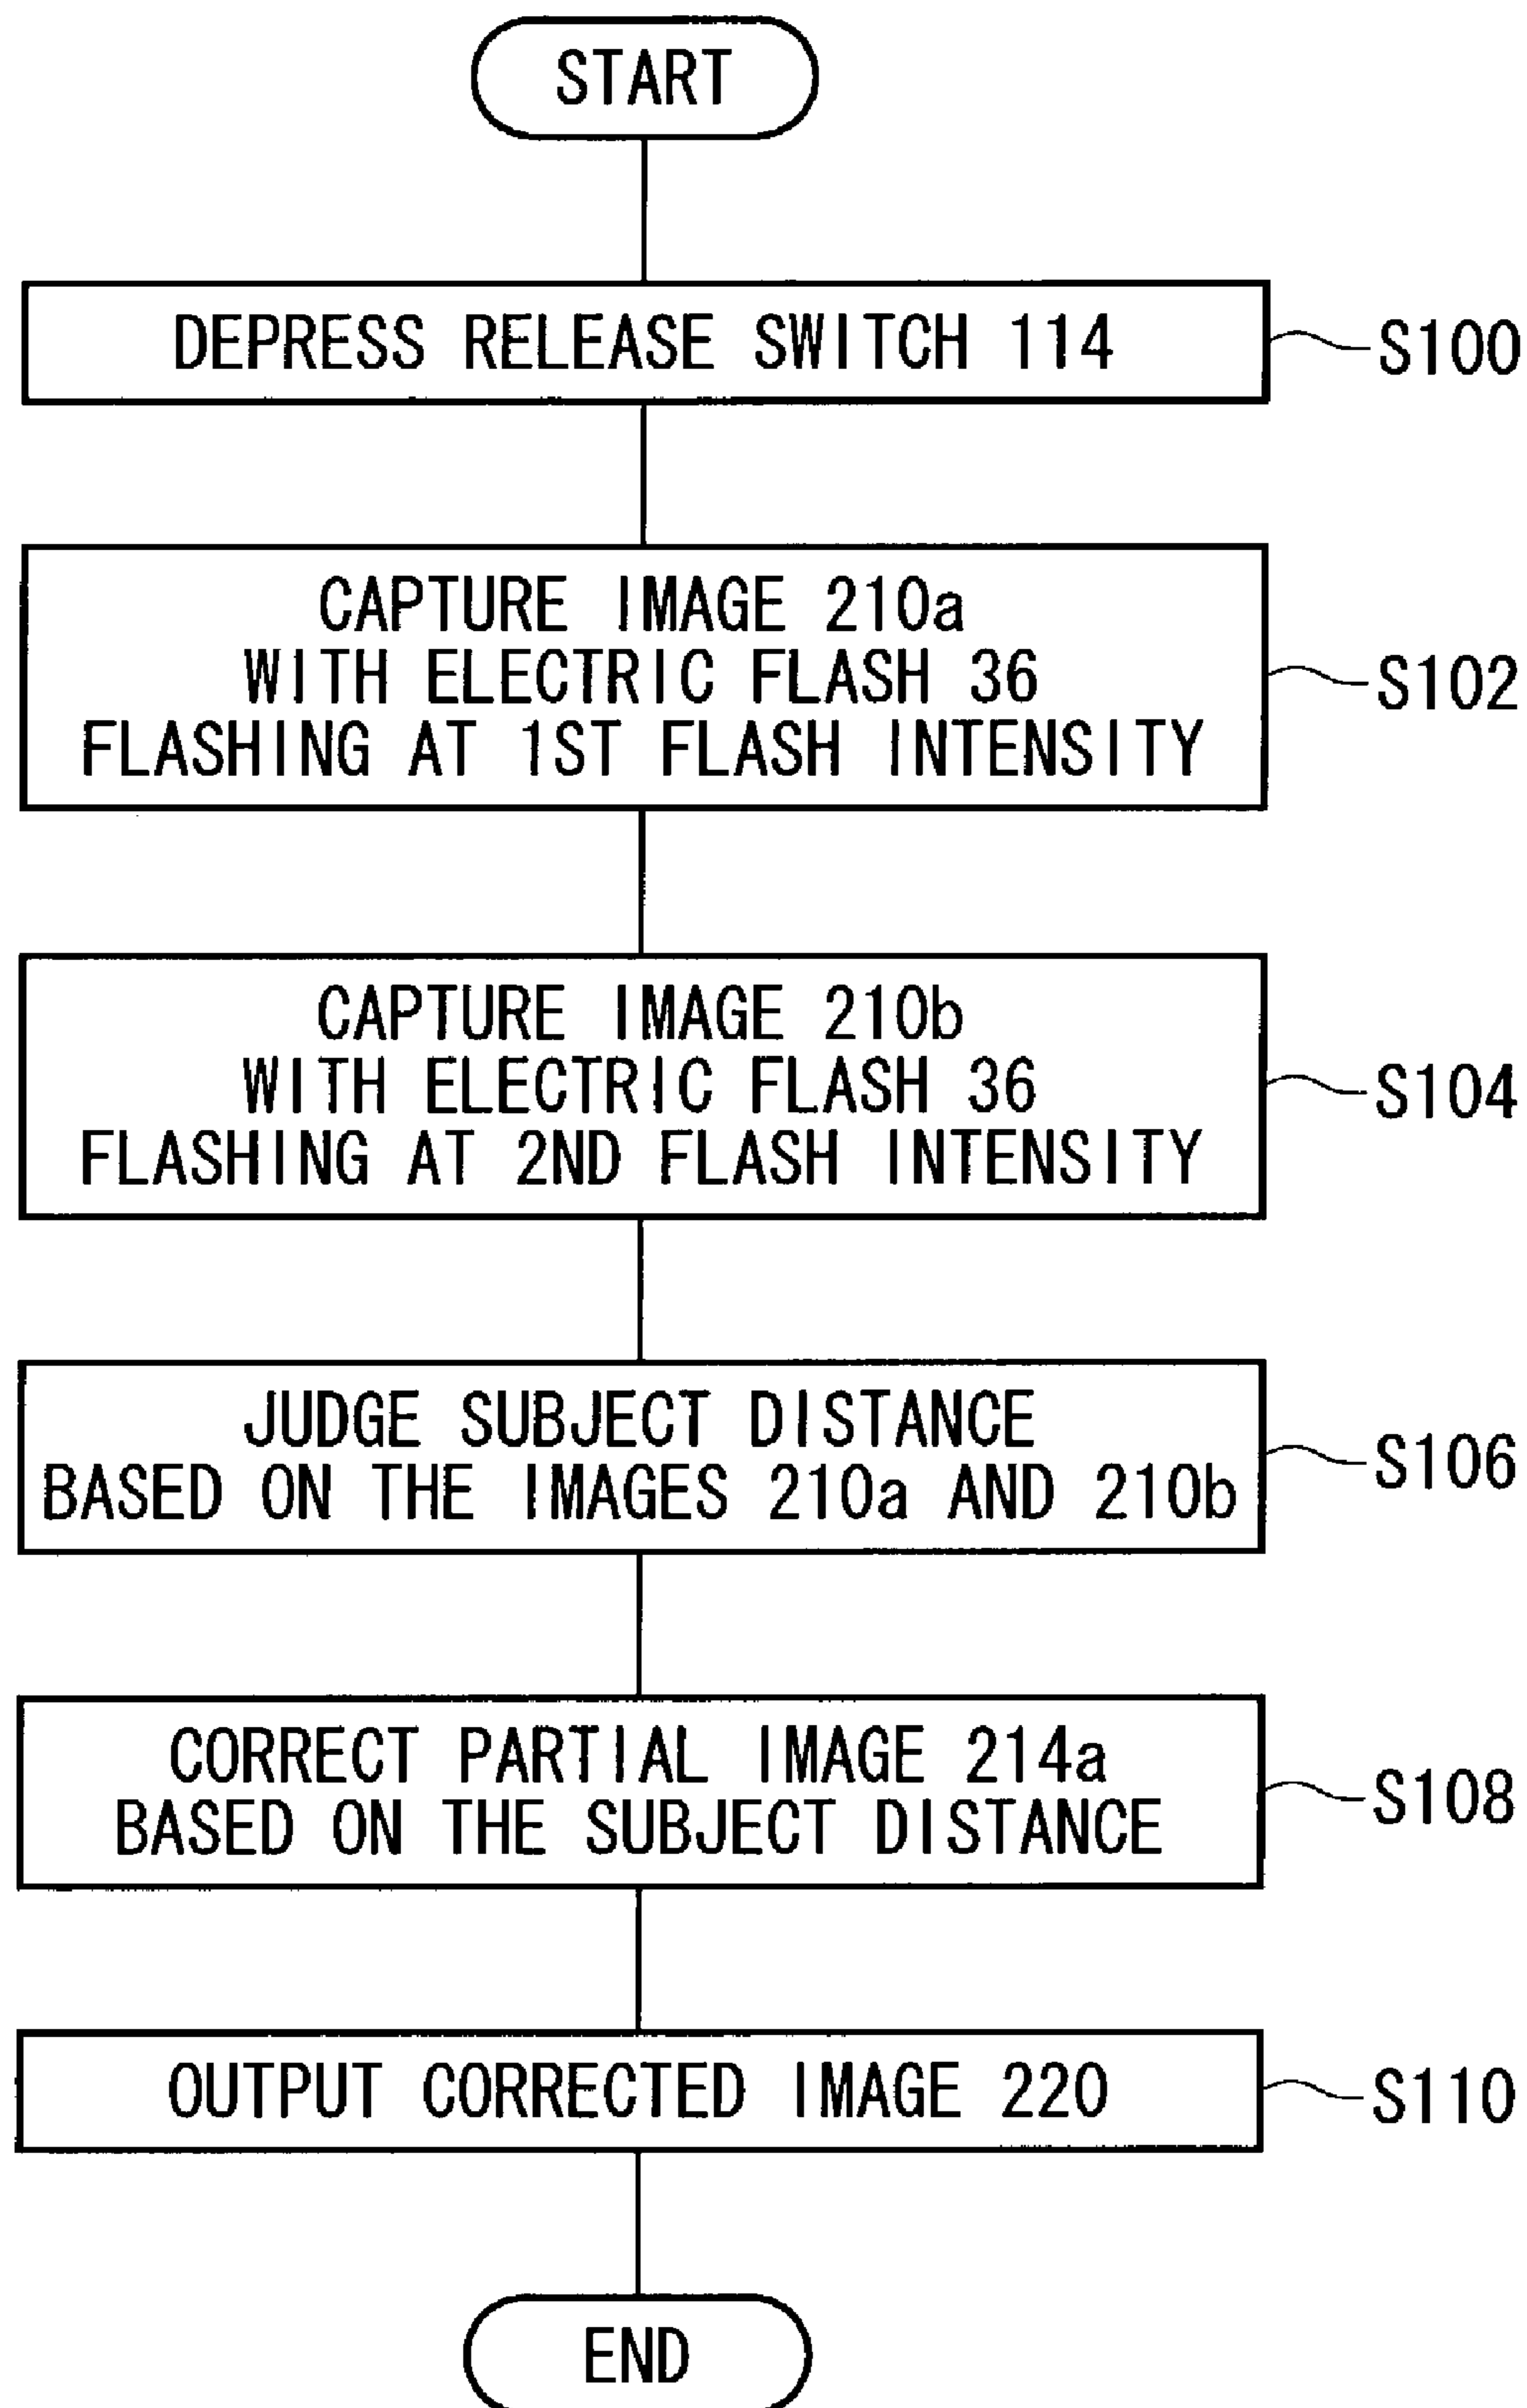 START
DEPRESS RELEASE SWITCH 114
S100
CAPTURE IMAGE 210a
WITH ELECTRIC FLASH 36
FLASHING AT 1ST FLASH INTENSITY
S102
CAPTURE IMAGE 210b
WITH ELECTRIC FLASH 36
FLASHING AT 2ND FLASH INTENSITY
S104
JUDGE SUBJECT DISTANCE
BASED ON THE IMAGES 210a AND 210b
S106
CORRECT PARTIAL IMAGE 214a
BASED ON THE SUBJECT DISTANCE
S108
OUTPUT CORRECTED IMAGE 220
S110
END